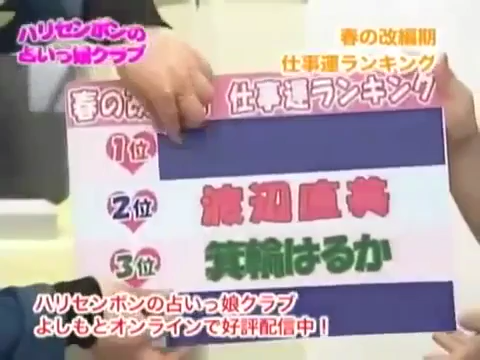 ハリセンボンの
占いっ娘クラブ
春の改編期
仕事運ランキング
春の改 仕事運ランキング
1位
2位 渡辺直美
3位 箕輪はるか
ハリセンボンの占いっ娘クラブ
よしもとオンラインで好評配信中!